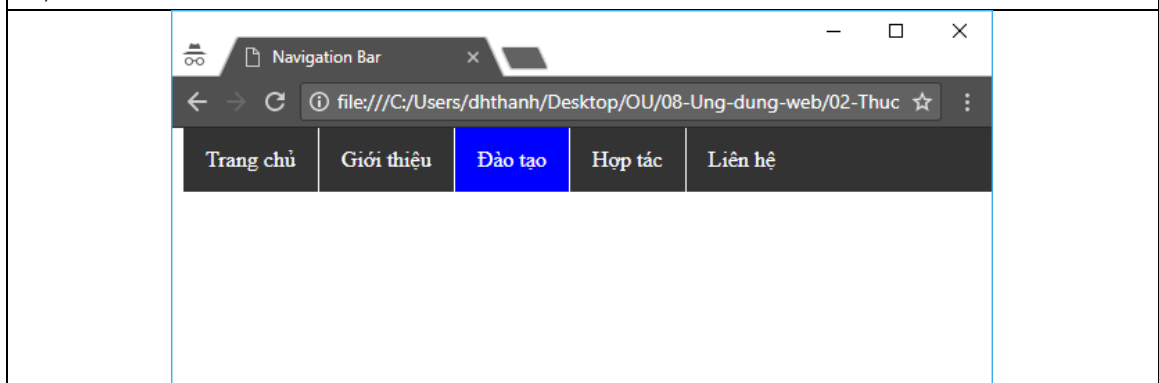 Navigation Bar
file:///C:/Users/dhthanh/Desktop/OU/08-Ung-dung-web/02-Thuc
Trang chủ Giới thiệu Đào tạo Hợp tác Liên hệ